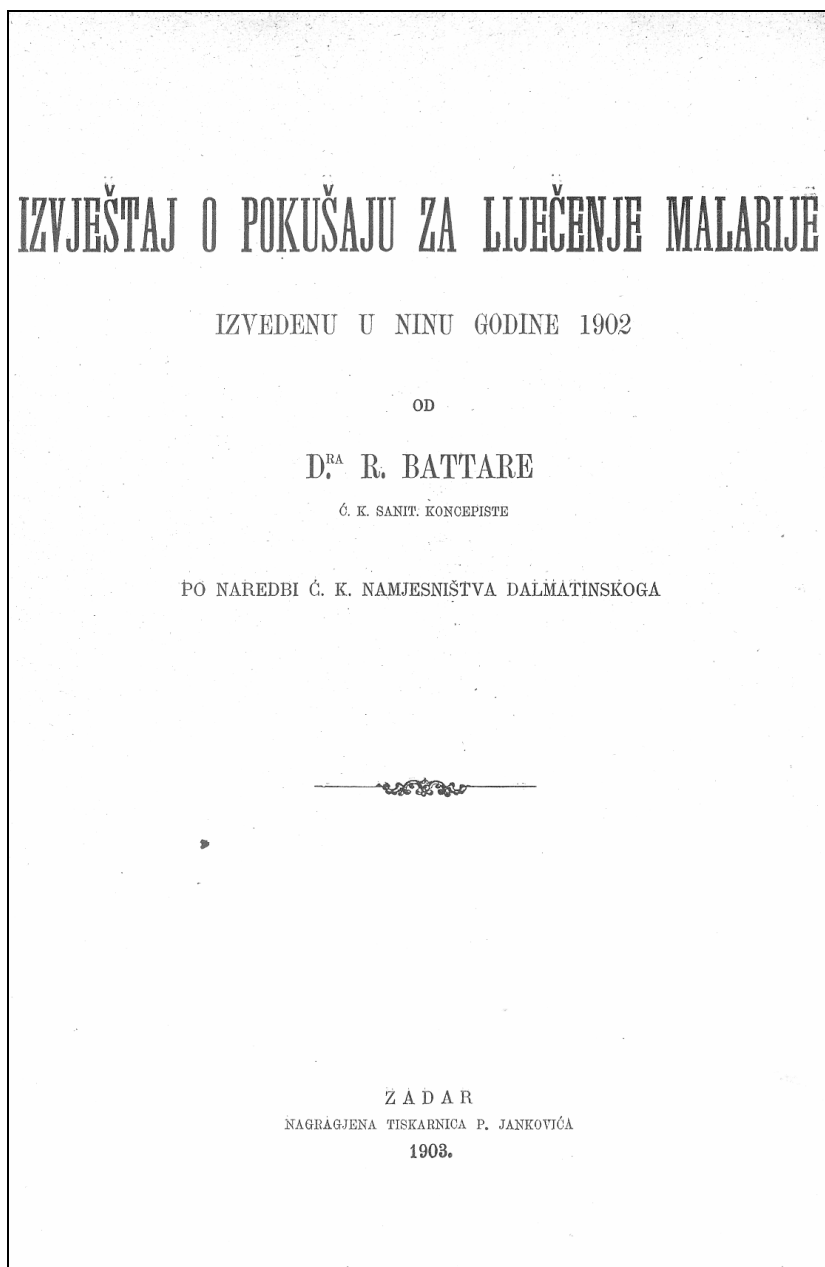 IZVJEŠTAJ O POKUŠAJU ZA LIJEČENJE MALARIJE
IZVEDENU U NINU GODINE 1902
OD
D.RA R. BATTARE
Ć. K. SANIT. KONCEPISTE
PO NAREDBI Ć. K. NAMJESNIŠTVA DALMATINSKOGA
ZADAR
NAGRAGJENA TISKARNICA P. JANKOVIĆA
1903.